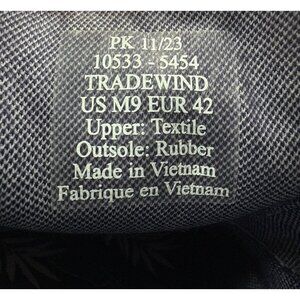 PK 11/23
10533 - 5454
TRADEWIND
US M9 EUR 42
Upper: Textile
Outsole: Rubber
Made in Vietnam
Fabrique en Vietnam